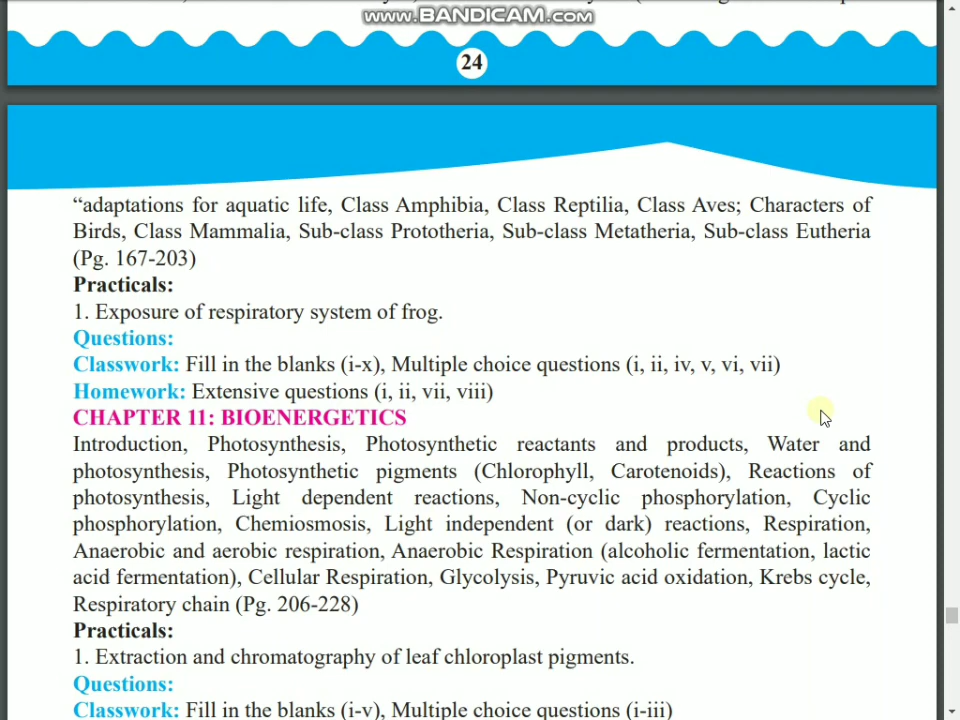 www.BANDICAM.com
24
“adaptations for aquatic life, Class Amphibia, Class Reptilia, Class Aves; Characters of
Birds, Class Mammalia, Sub-class Prototheria, Sub-class Metatheria, Sub-class Eutheria
(Pg. 167-203)
Practicals:
1. Exposure of respiratory system of frog.
Questions:
Classwork: Fill in the blanks (i-x), Multiple choice questions (i, ii, iv, v, vi, vii)
Homework: Extensive questions (i, ii, vii, viii)
CHAPTER 11: BIOENERGETICS
Introduction, Photosynthesis, Photosynthetic reactants and products, Water and
photosynthesis, Photosynthetic pigments (Chlorophyll, Carotenoids), Reactions of
photosynthesis, Light dependent reactions, Non-cyclic phosphorylation, Cyclic
phosphorylation, Chemiosmosis, Light independent (or dark) reactions, Respiration,
Anaerobic and aerobic respiration, Anaerobic Respiration (alcoholic fermentation, lactic
acid fermentation), Cellular Respiration, Glycolysis, Pyruvic acid oxidation, Krebs cycle,
Respiratory chain (Pg. 206-228)
Practicals:
1. Extraction and chromatography of leaf chloroplast pigments.
Questions:
Classwork: Fill in the blanks (i-v), Multiple choice questions (i-iii)